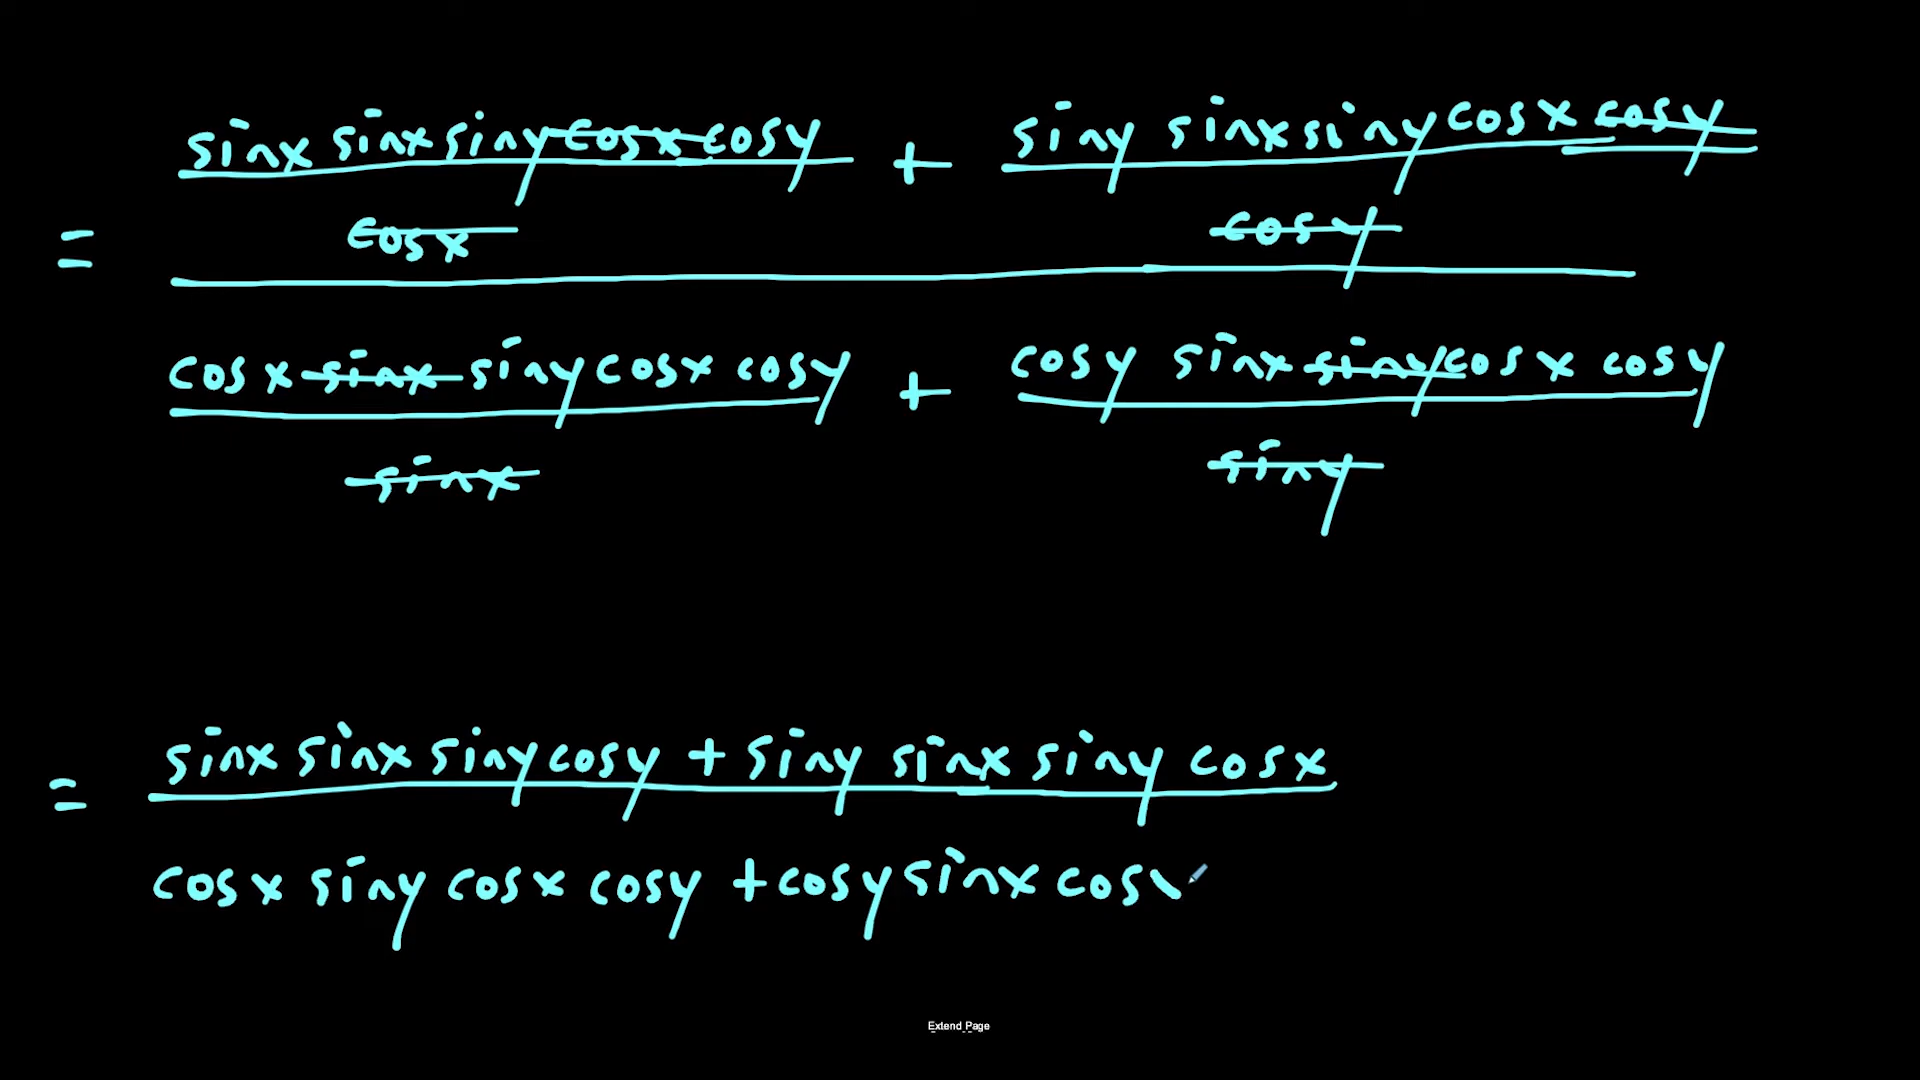 sinx sinx siny cosx cosy + siny sinx siny cosx cosy
cosx cosy
=
cosx sinx siny cosx cosy + cosy sinx siny cosx cosy
sinx siny
= sinx sinx siny cosy + siny sinx siny cosx
cosx siny cosx cosy + cosy sinx cos
Extend Page